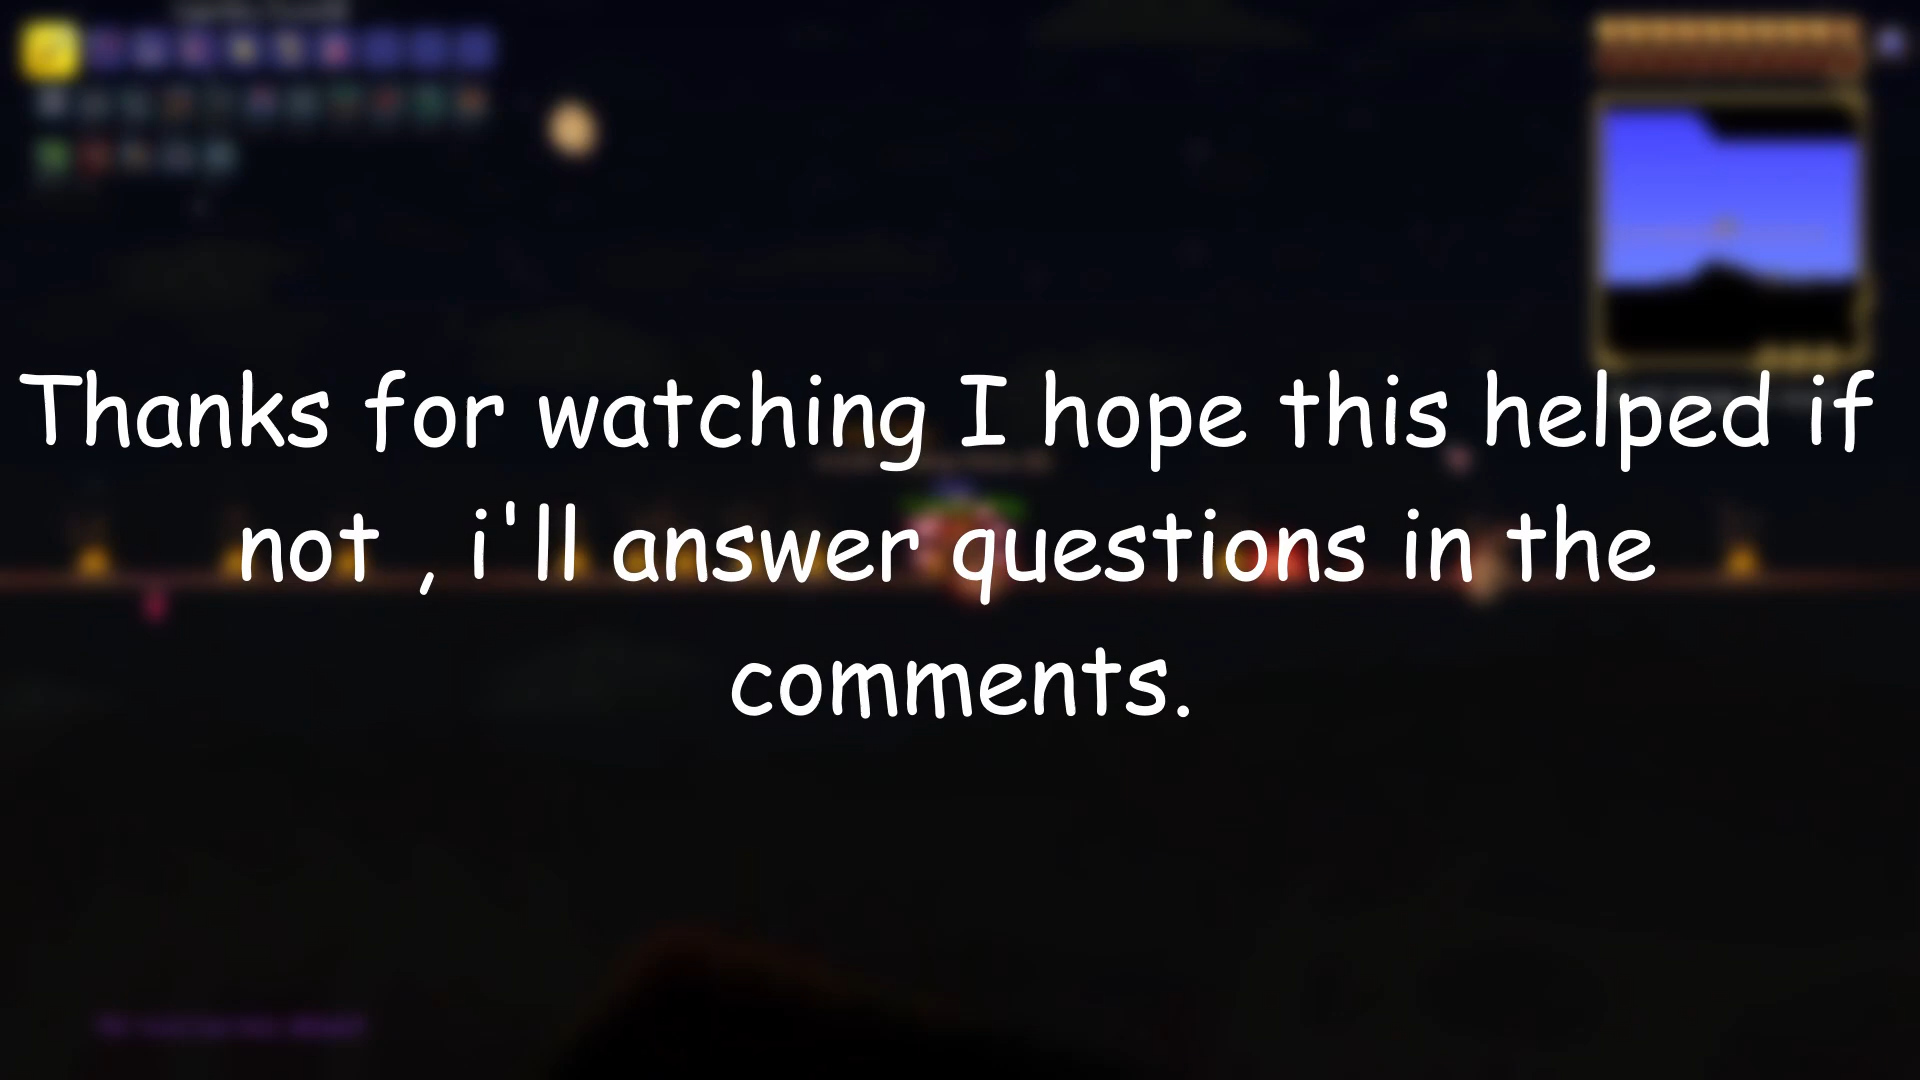 Thanks for watching I hope this helped if
not , i'll answer questions in the
comments.